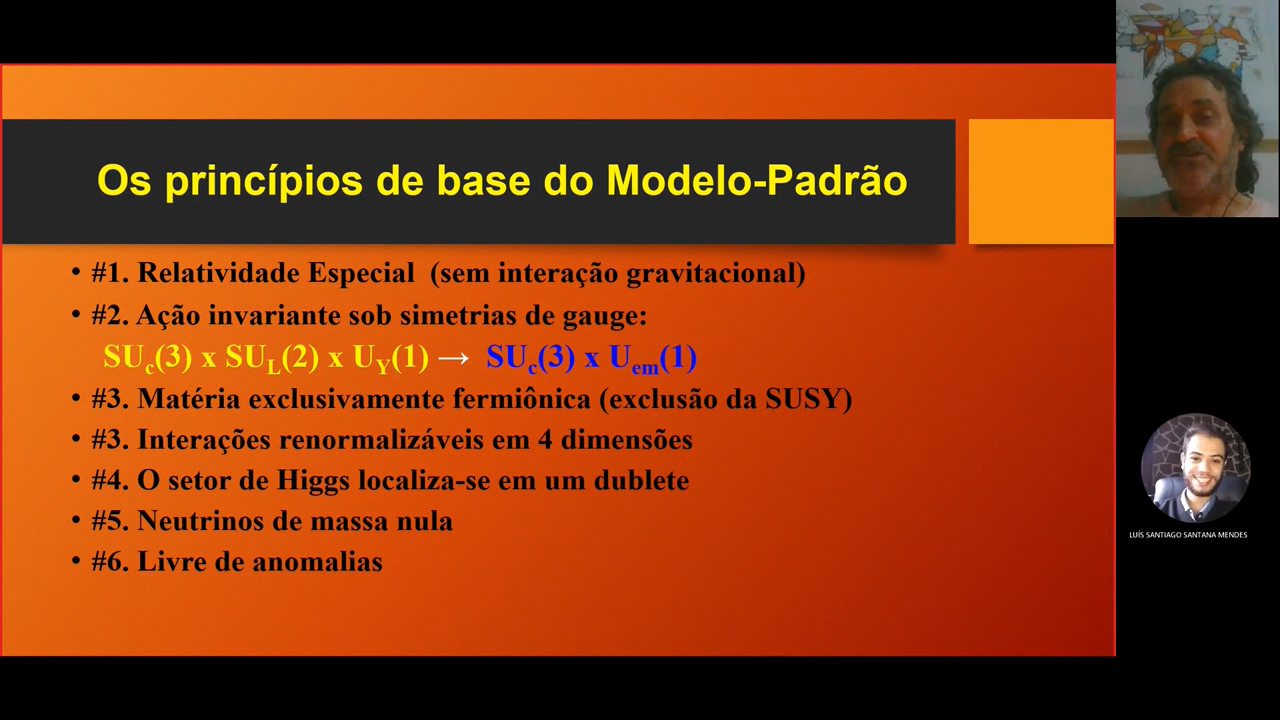 Os princípios de base do Modelo-Padrão
• #1. Relatividade Especial (sem interação gravitacional)
• #2. Ação invariante sob simetrias de gauge:
SUc(3) x SUL(2) x UY(1) → SUc(3) x Uem(1)
• #3. Matéria exclusivamente fermiônica (exclusão da SUSY)
• #3. Interações renormalizáveis em 4 dimensões
• #4. O setor de Higgs localiza-se em um dublete
• #5. Neutrinos de massa nula
• #6. Livre de anomalias
LUÍS SANTIAGO SANTANA MENDES